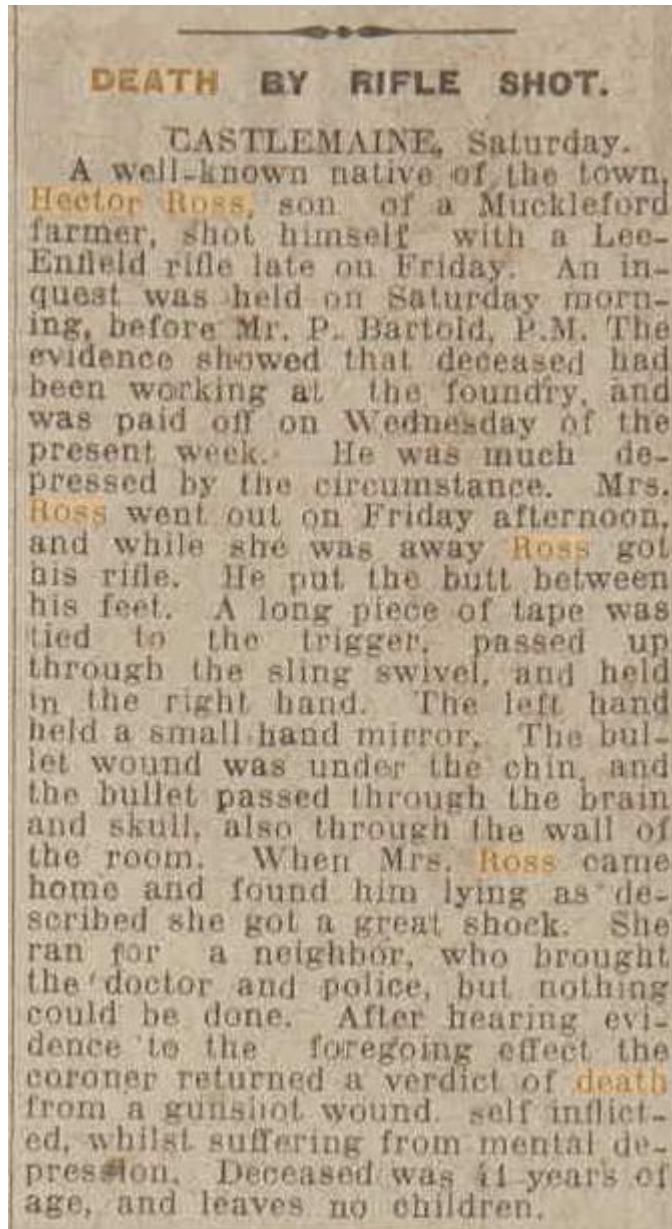 DEATH BY RIFLE SHOT.
CASTLEMAINE, Saturday.
A well-known native of the town,
Hector Ross, son of a Muckleford
farmer, shot himself with a Lee-
Enfield rifle late on Friday. An in-
quest was held on Saturday morn-
ing, before Mr. P. Bartold, P.M. The
evidence showed that deceased had
been working at the foundry, and
was paid off on Wednesday of the
present week. He was much de-
pressed by the circumstance. Mrs.
Ross went out on Friday afternoon,
and while she was away Ross got
his rifle. He put the butt between
his feet. A long piece of tape was
tied to the trigger, passed up
through the sling swivel, and held
in the right hand. The left hand
held a small hand mirror. The bul-
let wound was under the chin, and
the bullet passed through the brain
and skull, also through the wall of
the room. When Mrs. Ross came
home and found him lying as de-
scribed she got a great shock. She
ran for a neighbor, who brought
the doctor and police, but nothing
could be done. After hearing evi-
dence to the foregoing effect the
coroner returned a verdict of death
from a gunshot wound, self inflict-
ed, whilst suffering from mental de-
pression. Deceased was 41 years of
age, and leaves no children.